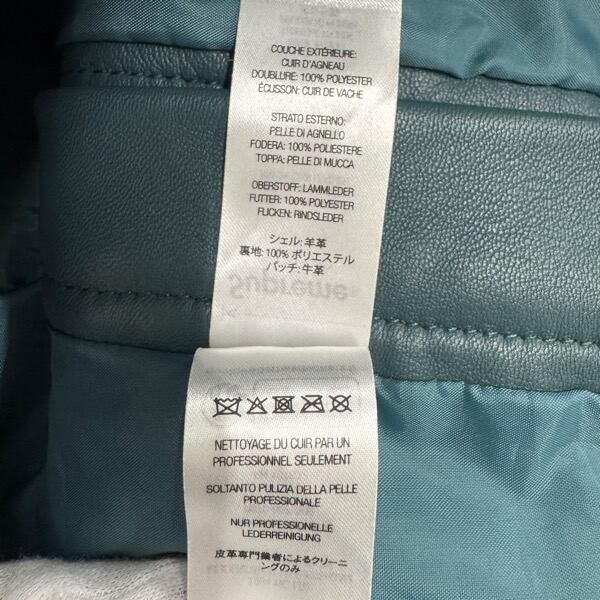 COUCHE EXTÉRIEURE:
CUIR D'AGNEAU
DOUBLURE: 100% POLYESTER
ÉCUSSON: CUIR DE VACHE
STRATO ESTERNO:
PELLE DI AGNELLO
FODERA: 100% POLIESTERE
TOPPA: PELLE DI MUCCA
OBERSTOFF: LAMMLEDER
FUTTER: 100% POLYESTER
FLICKEN: RINDSLEDER
シェル: 羊革
裏地: 100% ポリエステル
パッチ: 牛革
Supreme
NETTOYAGE DU CUIR PAR UN
PROFESSIONNEL SEULEMENT
SOLTANTO PULIZIA DELLA PELLE
PROFESSIONALE
NUR PROFESSIONELLE
LEDERREINIGUNG
皮革専門業者によるクリーニ
ングのみ